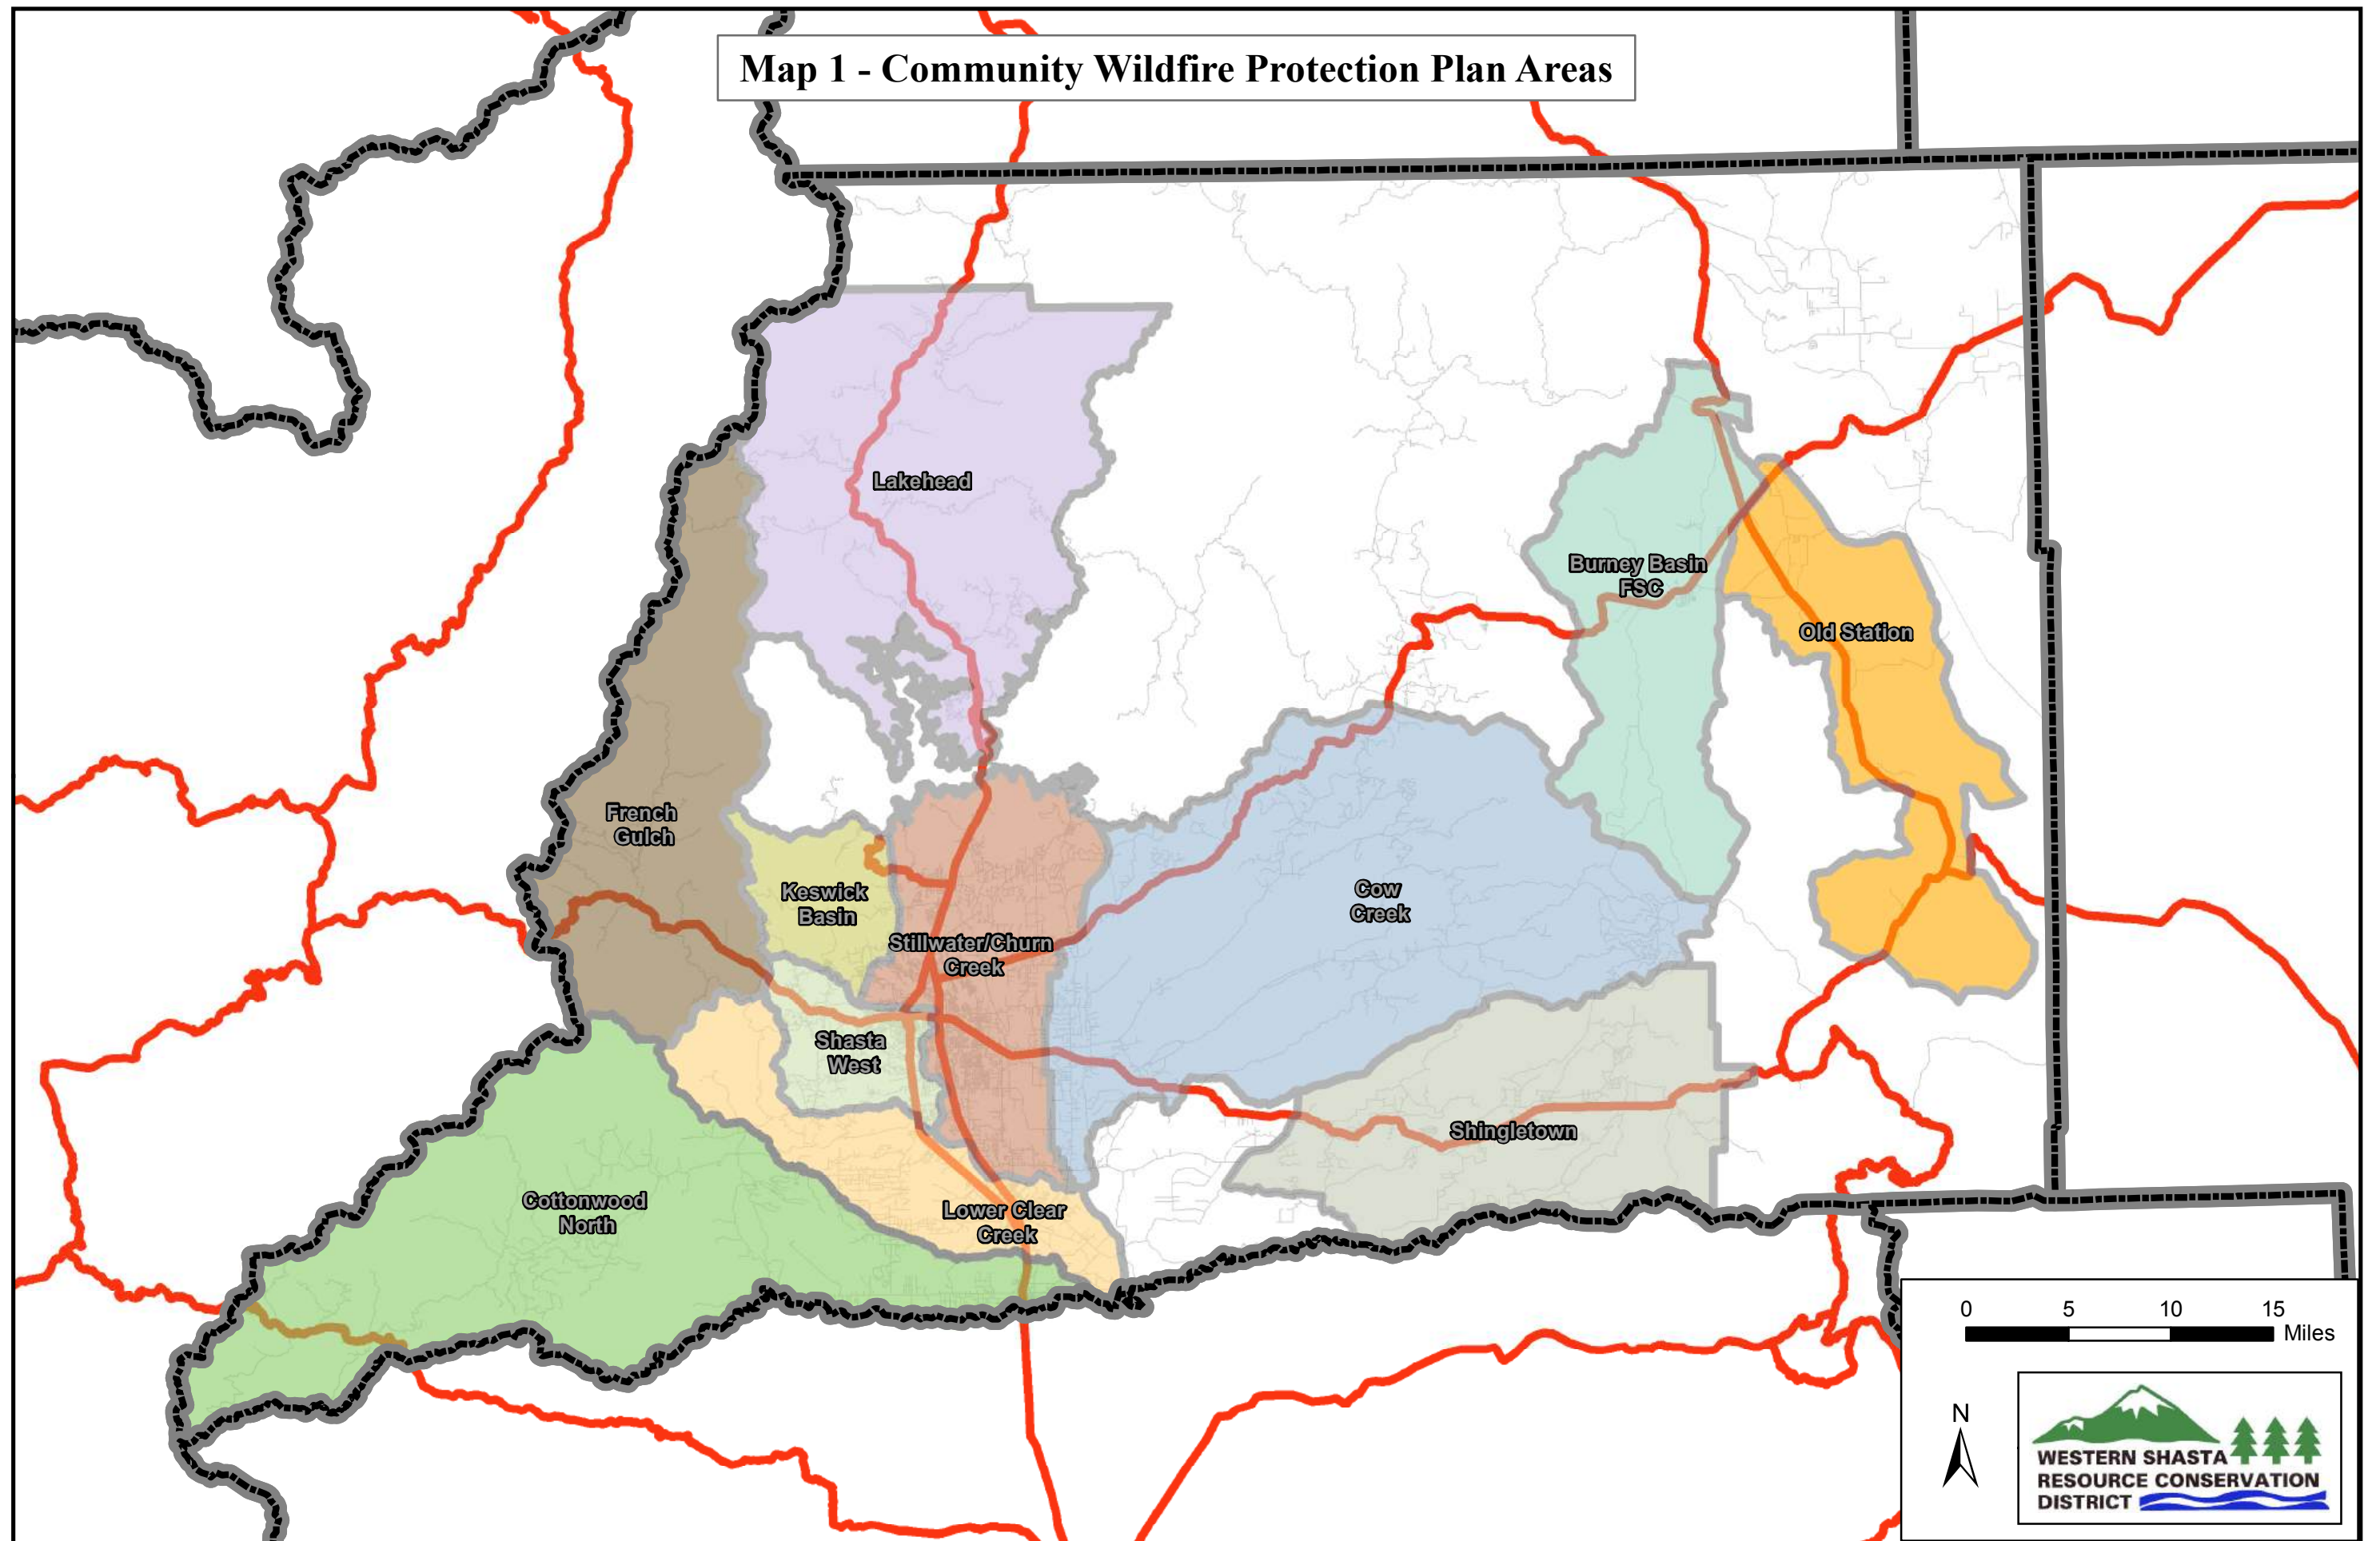 Map 1 - Community Wildfire Protection Plan Areas
Lakehead
Burney Basin
FSC
Old Station
French
Gulch
Keswick
Basin
Cow
Creek
Stillwater/Churn
Creek
Shasta
West
Shingletown
Cottonwood
North
Lower Clear
Creek
0 5 10 15
Miles
N
WESTERN SHASTA
RESOURCE CONSERVATION
DISTRICT